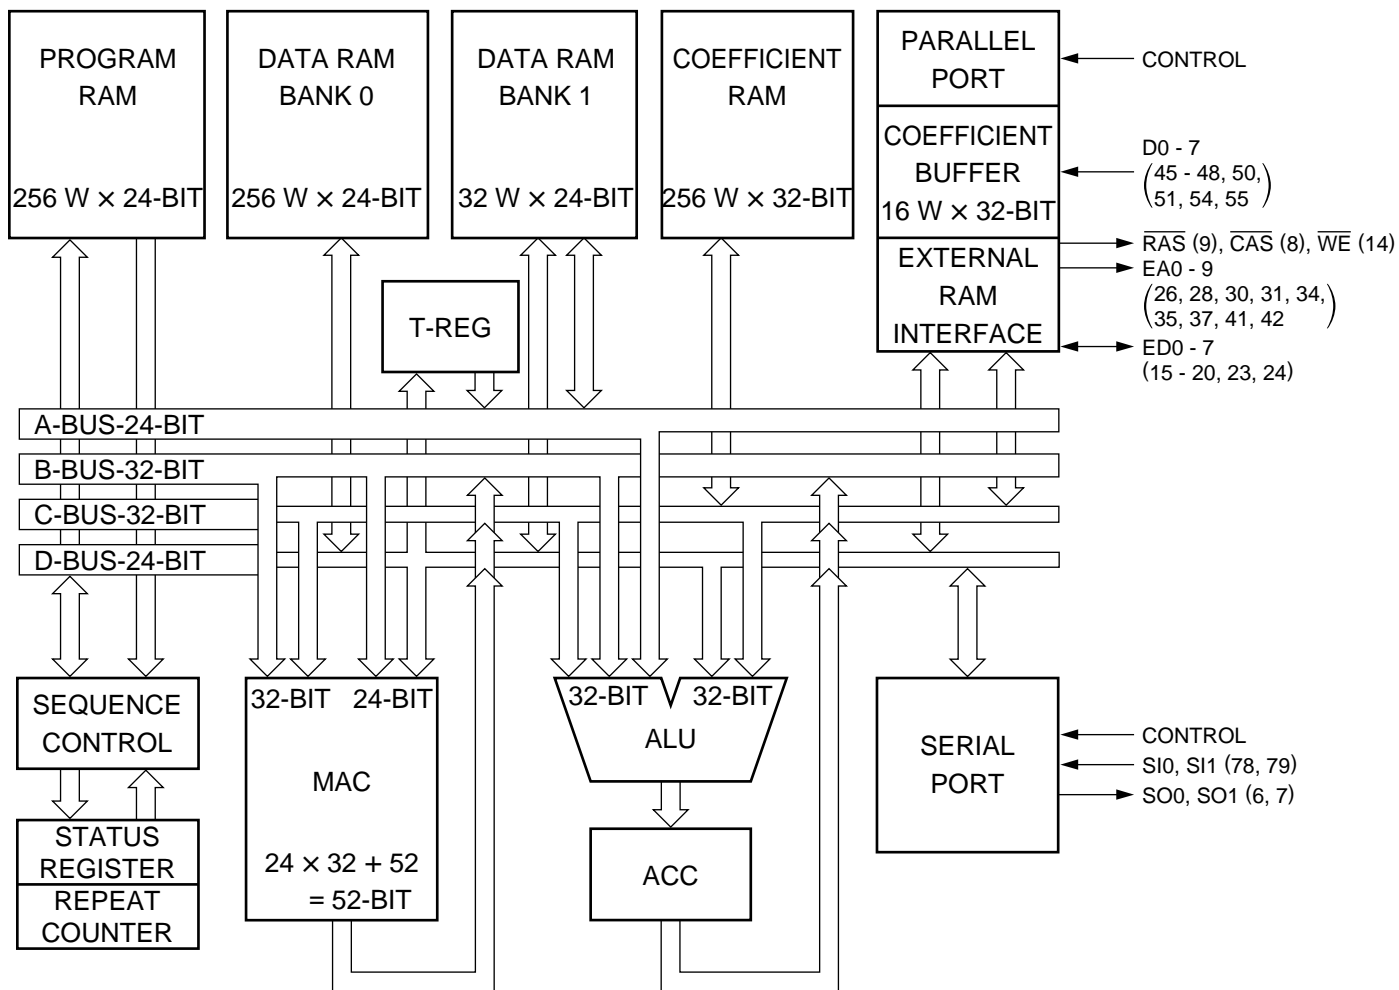 PROGRAM
RAM
256 W × 24-BIT
DATA RAM
BANK 0
256 W × 24-BIT
DATA RAM
BANK 1
32 W × 24-BIT
COEFFICIENT
RAM
256 W × 32-BIT
PARALLEL
PORT
COEFFICIENT
BUFFER
16 W × 32-BIT
EXTERNAL
RAM
INTERFACE
CONTROL
D0 - 7
(45 - 48, 50,
51, 54, 55)
RAS (9), CAS (8), WE (14)
EA0 - 9
(26, 28, 30, 31, 34,
35, 37, 41, 42)
ED0 - 7
(15 - 20, 23, 24)
T-REG
A-BUS-24-BIT
B-BUS-32-BIT
C-BUS-32-BIT
D-BUS-24-BIT
SEQUENCE
CONTROL
STATUS
REGISTER
REPEAT
COUNTER
32-BIT 24-BIT
MAC
24 × 32 + 52
= 52-BIT
32-BIT 32-BIT
ALU
ACC
SERIAL
PORT
CONTROL
SI0, SI1 (78, 79)
SO0, SO1 (6, 7)